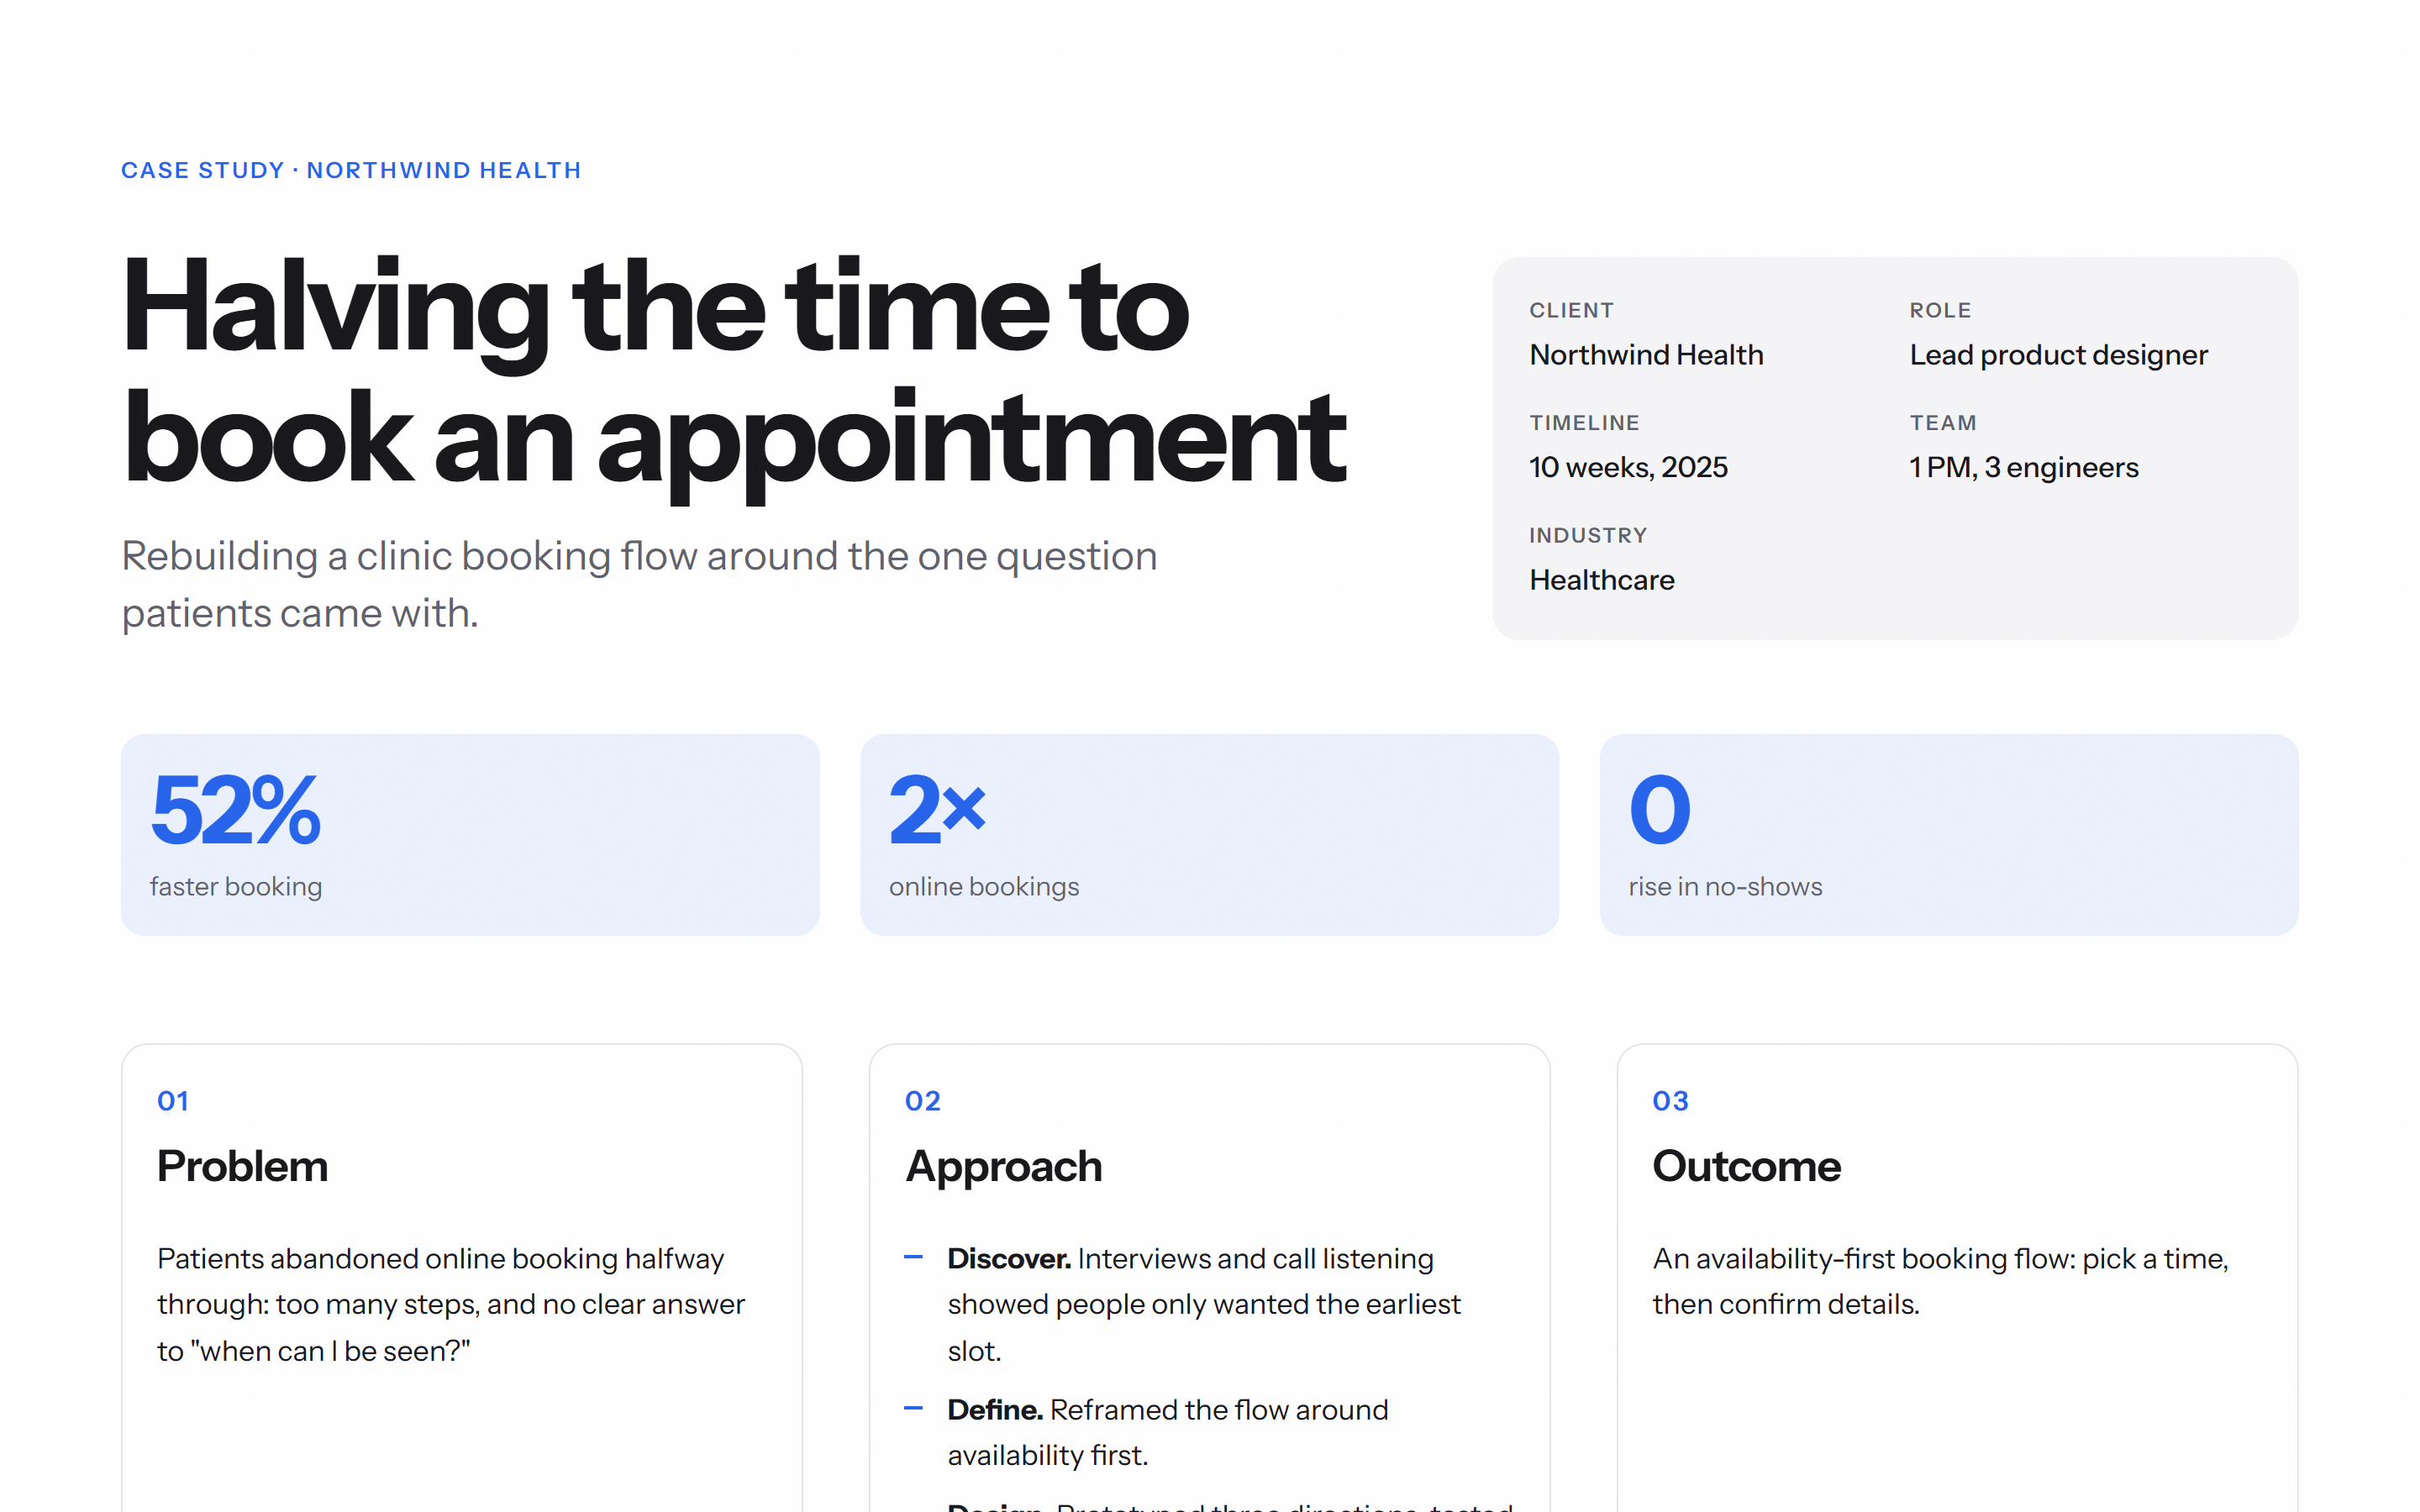 CASE STUDY · NORTHWIND HEALTH
Halving the time to
book an appointment
Rebuilding a clinic booking flow around the one question
patients came with.
CLIENT
Northwind Health
ROLE
Lead product designer
TIMELINE
10 weeks, 2025
TEAM
1 PM, 3 engineers
INDUSTRY
Healthcare
52%
faster booking
2×
online bookings
0
rise in no-shows
01
Problem
Patients abandoned online booking halfway
through: too many steps, and no clear answer
to "when can I be seen?"
02
Approach
Discover. Interviews and call listening
showed people only wanted the earliest
slot.
Define. Reframed the flow around
availability first.
Design. Prototyped three directions, tested
03
Outcome
An availability-first booking flow: pick a time,
then confirm details.